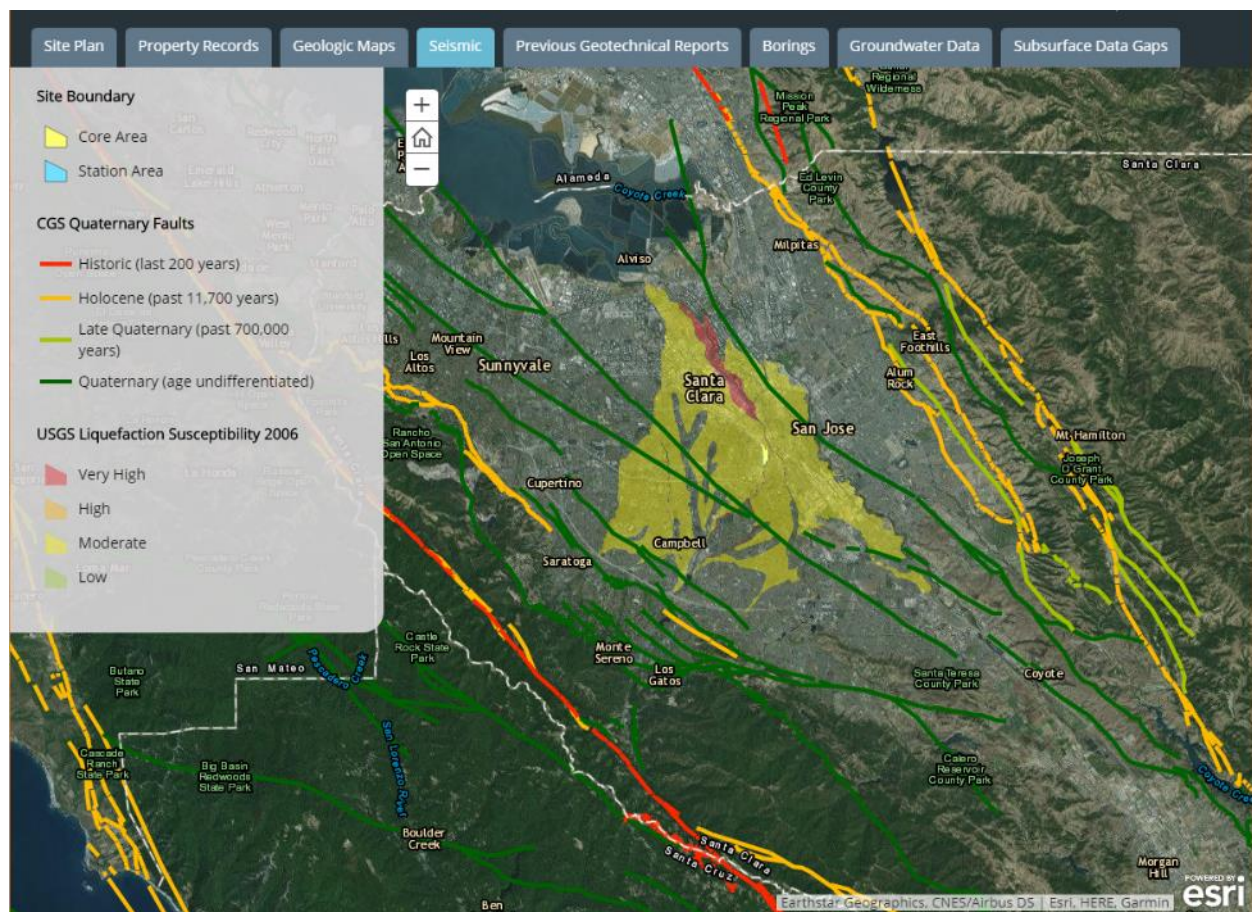 Site Plan
Property Records
Geologic Maps
Seismic
Previous Geotechnical Reports
Borings
Groundwater Data
Subsurface Data Gaps
Site Boundary
Core Area
Station Area
CGS Quaternary Faults
Historic (last 200 years)
Holocene (past 11,700 years)
Late Quaternary (past 700,000
years)
Quaternary (age undifferentiated)
USGS Liquefaction Susceptibility 2006
Very High
High
Moderate
Low
+
−
Regional
Wilderness
Mission
Peak
Regional Park
Santa Clara
Alameda
Coyote Creek
Ed Levin
County
Park
Milpitas
Alviso
Mountain
View
Los
Altos
Sunnyvale
Santa
Clara
East
Foothills
Alum
Rock
San Jose
Mt Hamilton
Joseph
D Grant
County Park
Rancho
San Antonio
Open Space
Cupertino
Campbell
Saratoga
Castle
Rock State
Park
Monte
Sereno
Los
Gatos
Santa Teresa
County Park
Coyote
San Mateo
Pescadero Creek
Butano
State
Park
San Lorenzo River
Cascade
Ranch
State Park
Big Basin
Redwoods
State Park
Calero
Reservoir
County Park
Coyote Cree
Boulder
Creek
Santa Clara
Santa Cruz
Morgan
Hill
Ben
Earthstar Geographics, CNES/Airbus DS | Esri, HERE, Garmin
POWERED BY
esri